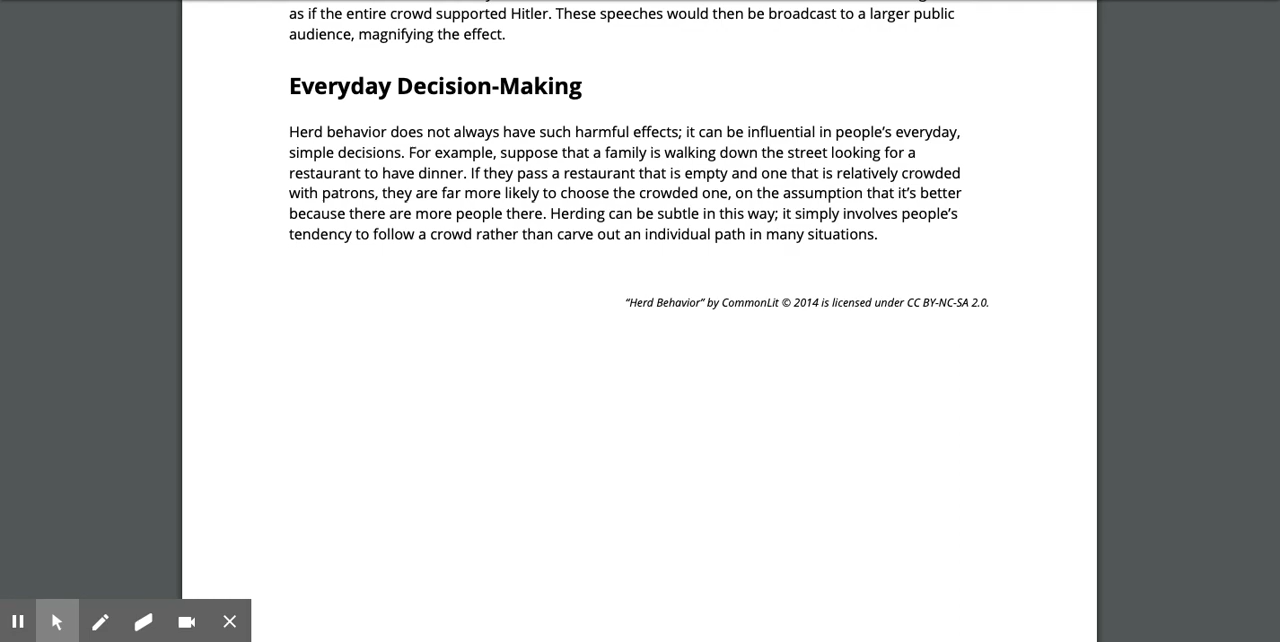 as if the entire crowd supported Hitler. These speeches would then be broadcast to a larger public
audience, magnifying the effect.
Everyday Decision-Making
Herd behavior does not always have such harmful effects; it can be influential in people’s everyday,
simple decisions. For example, suppose that a family is walking down the street looking for a
restaurant to have dinner. If they pass a restaurant that is empty and one that is relatively crowded
with patrons, they are far more likely to choose the crowded one, on the assumption that it’s better
because there are more people there. Herding can be subtle in this way; it simply involves people’s
tendency to follow a crowd rather than carve out an individual path in many situations.
“Herd Behavior” by CommonLit © 2014 is licensed under CC BY-NC-SA 2.0.